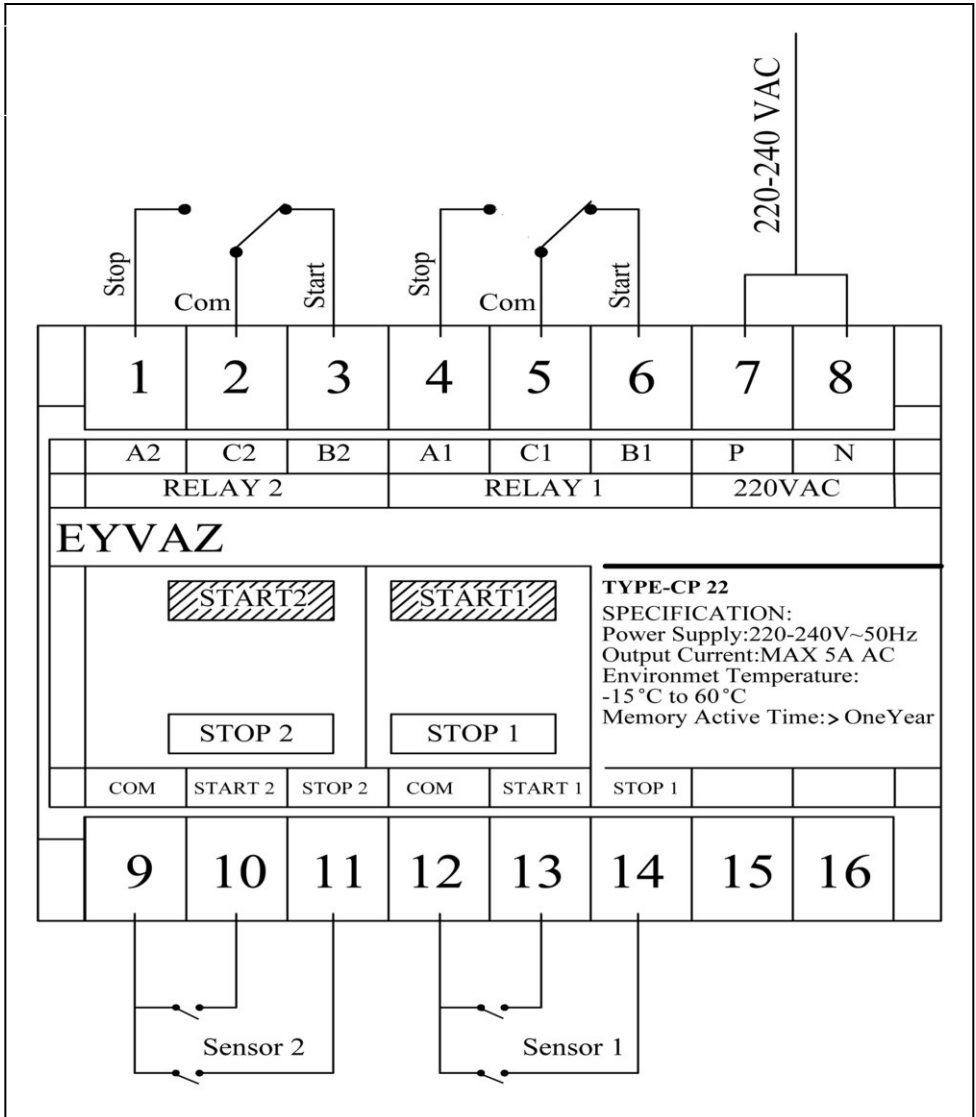 220-240 VAC
Stop Com Start Stop Com Start
1 2 3 4 5 6 7 8
A2 C2 B2 A1 C1 B1 P N
RELAY 2 RELAY 1 220VAC
EYVAZ
START2 START1
STOP 2 STOP 1
TYPE-CP 22
SPECIFICATION:
Power Supply:220-240V~50Hz
Output Current:MAX 5A AC
Environmet Temperature:
-15°C to 60°C
Memory Active Time:> OneYear
COM START 2 STOP 2 COM START 1 STOP 1
9 10 11 12 13 14 15 16
Sensor 2 Sensor 1